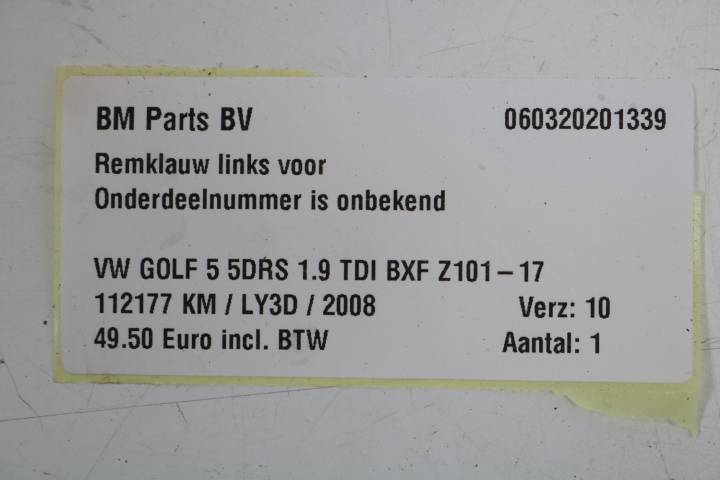 BM Parts BV 060320201339
Remklauw links voor
Onderdeelnummer is onbekend
VW GOLF 5 5DRS 1.9 TDI BXF Z101-17
112177 KM / LY3D / 2008 Verz: 10
49.50 Euro incl. BTW Aantal: 1